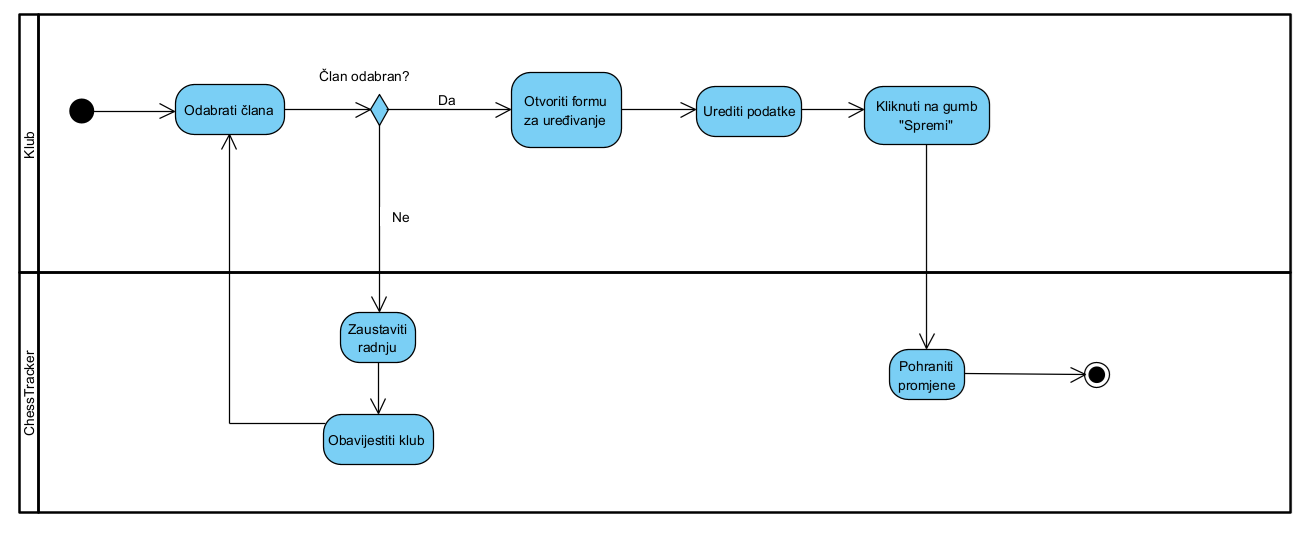 Klub
Član odabran?
Odabrati člana
Da
Otvoriti formu
za uređivanje
Urediti podatke
Kliknuti na gumb
"Spremi"
Ne
ChessTracker
Zaustaviti
radnju
Obavijestiti klub
Pohraniti
promjene